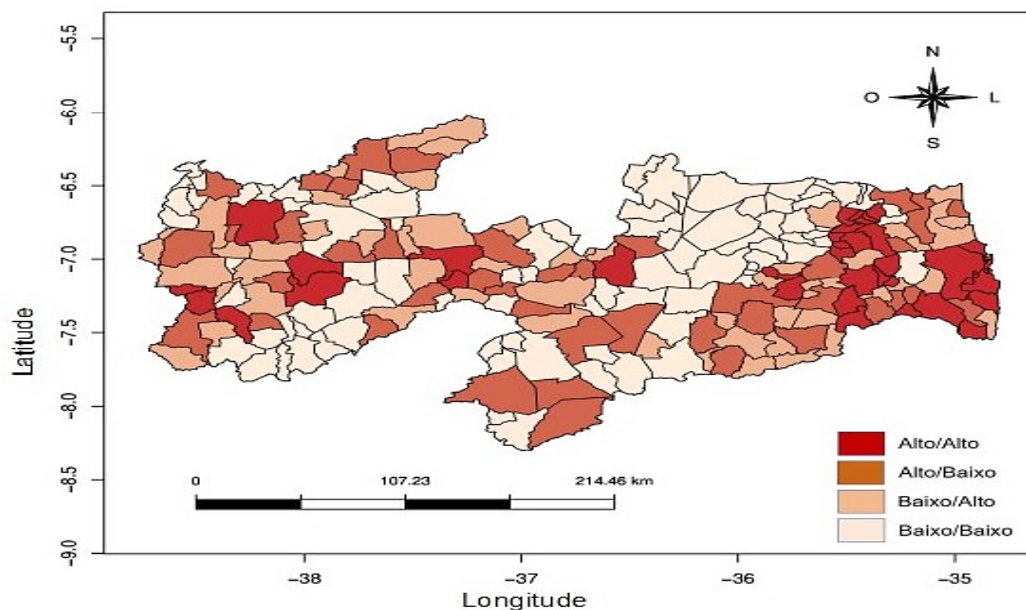 −5.5
N
−6.0
O L
S
−6.5
−7.0
Latitude
−7.5
−8.0
Alto/Alto
0 107.23 214.46 km
Alto/Baixo
−8.5
Baixo/Alto
Baixo/Baixo
−9.0
−38 −37 −36 −35
Longitude